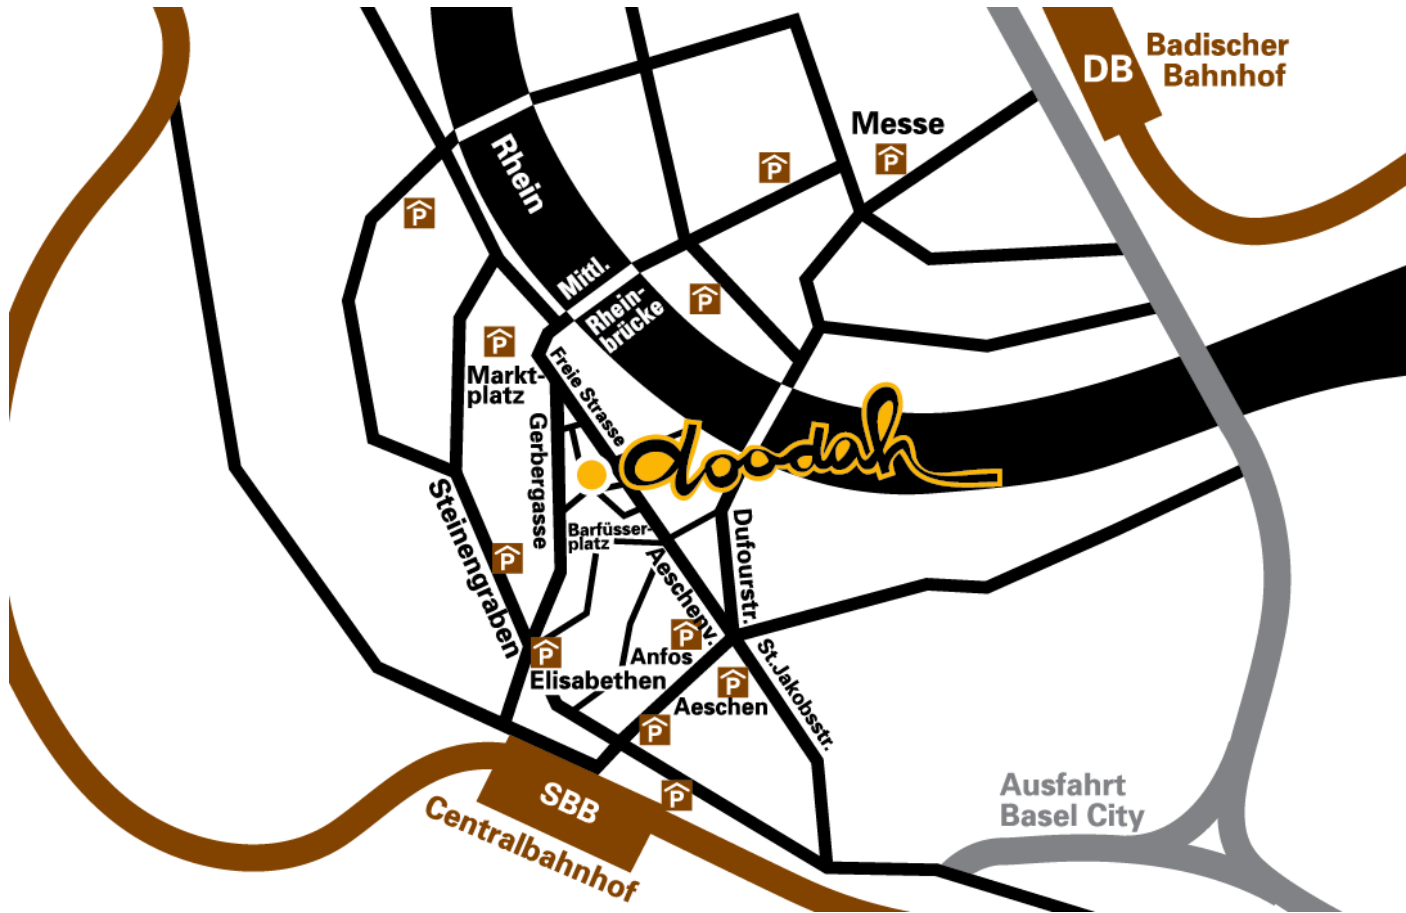 Badischer
Bahnhof
DB
Messe
P
P
Rhein
P
Mittl.
Rhein-
brücke
P
P
Markt-
platz
Freie Strasse
Gerbergasse
doodah
Steinengraben
Barfüsser-
platz
Dufourstr.
P
Aeschenv.
P
Anfos
P
Elisabethen
St.Jakobsstr.
P
Aeschen
P
P
SBB
Centralbahnhof
Ausfahrt
Basel City